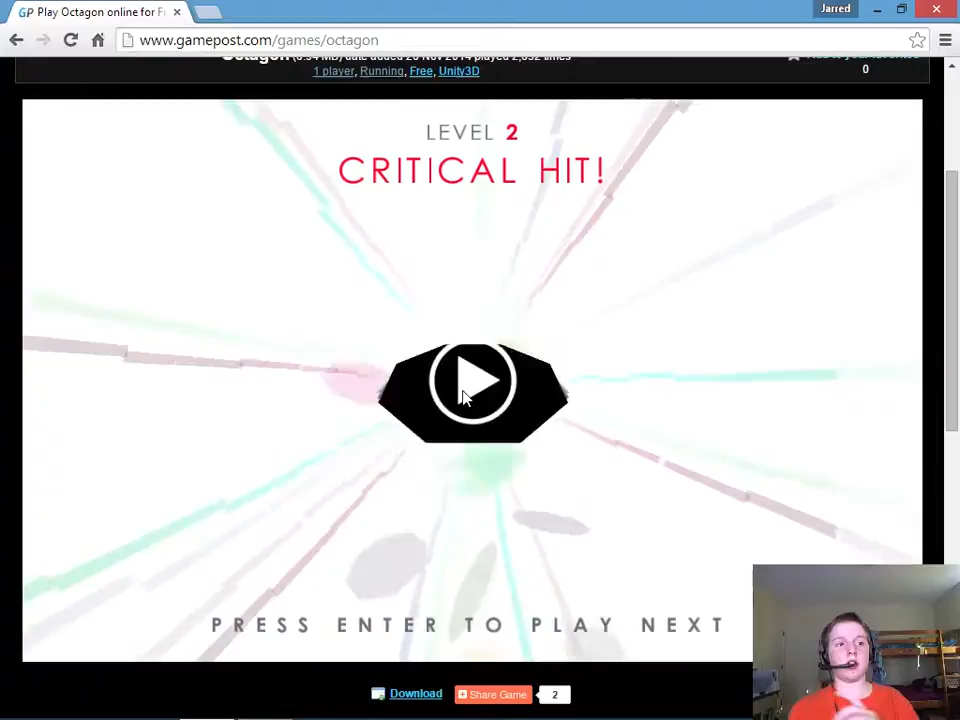 GP Play Octagon online for Fr
Jarred
www.gamepost.com/games/octagon
1 player, Running, Free, Unity3D
0
LEVEL 2
CRITICAL HIT!
PRESS ENTER TO PLAY NEXT
Download
Share Game
2